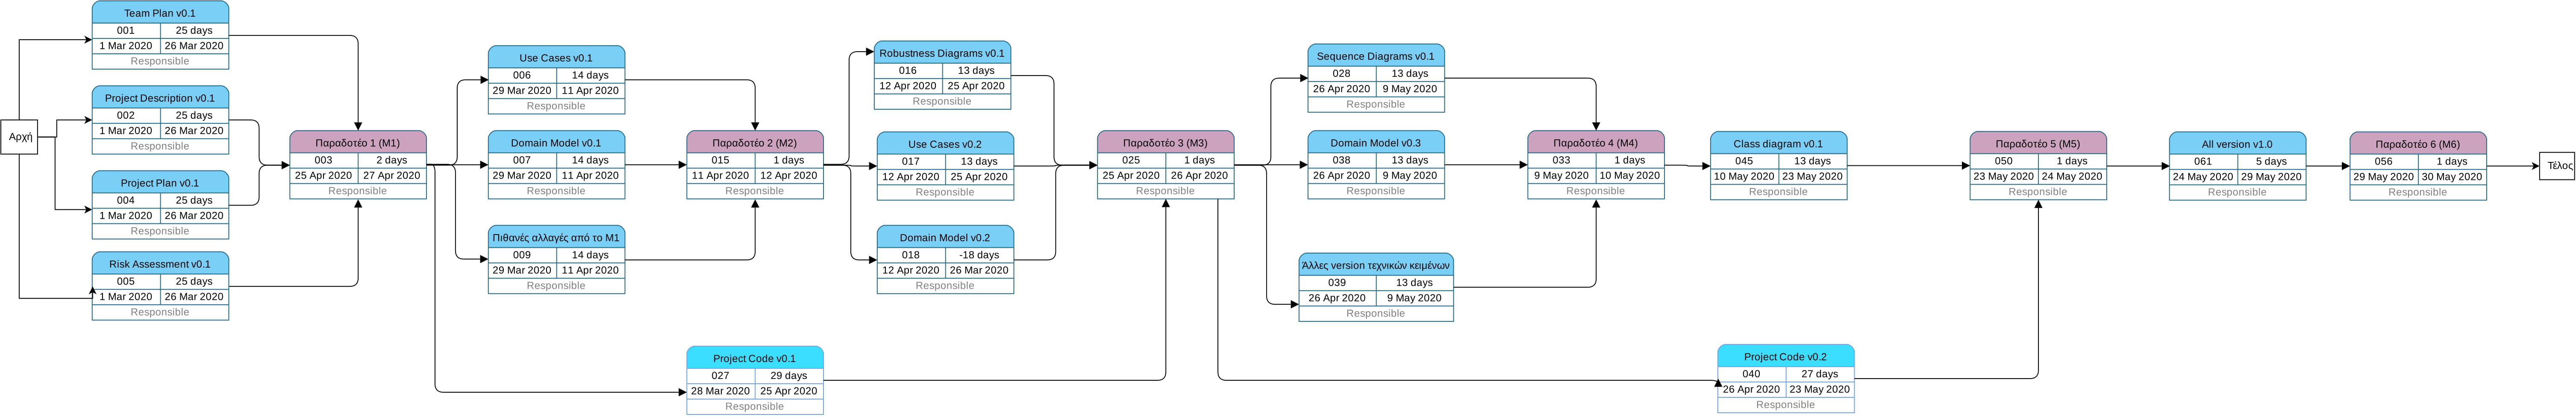 Αρχή
Team Plan v0.1
001 25 days
1 Mar 2020 26 Mar 2020
Responsible
Project Description v0.1
002 25 days
1 Mar 2020 26 Mar 2020
Responsible
Project Plan v0.1
004 25 days
1 Mar 2020 26 Mar 2020
Responsible
Risk Assessment v0.1
005 25 days
1 Mar 2020 26 Mar 2020
Responsible
Παραδοτέο 1 (M1)
003 2 days
25 Apr 2020 27 Apr 2020
Responsible
Use Cases v0.1
006 14 days
29 Mar 2020 11 Apr 2020
Responsible
Domain Model v0.1
007 14 days
29 Mar 2020 11 Apr 2020
Responsible
Πιθανές αλλαγές από το M1
009 14 days
29 Mar 2020 11 Apr 2020
Responsible
Project Code v0.1
027 29 days
28 Mar 2020 25 Apr 2020
Responsible
Παραδοτέο 2 (M2)
015 1 days
11 Apr 2020 12 Apr 2020
Responsible
Robustness Diagrams v0.1
016 13 days
12 Apr 2020 25 Apr 2020
Responsible
Use Cases v0.2
017 13 days
12 Apr 2020 25 Apr 2020
Responsible
Domain Model v0.2
018 -18 days
12 Apr 2020 26 Mar 2020
Responsible
Παραδοτέο 3 (M3)
025 1 days
25 Apr 2020 26 Apr 2020
Responsible
Sequence Diagrams v0.1
028 13 days
26 Apr 2020 9 May 2020
Responsible
Domain Model v0.3
038 13 days
26 Apr 2020 9 May 2020
Responsible
Άλλες version τεχνικών κειμένων
039 13 days
26 Apr 2020 9 May 2020
Responsible
Παραδοτέο 4 (M4)
033 1 days
9 May 2020 10 May 2020
Responsible
Class diagram v0.1
045 13 days
10 May 2020 23 May 2020
Responsible
Project Code v0.2
040 27 days
26 Apr 2020 23 May 2020
Responsible
Παραδοτέο 5 (M5)
050 1 days
23 May 2020 24 May 2020
Responsible
All version v1.0
061 5 days
24 May 2020 29 May 2020
Responsible
Παραδοτέο 6 (M6)
056 1 days
29 May 2020 30 May 2020
Responsible
Τέλος